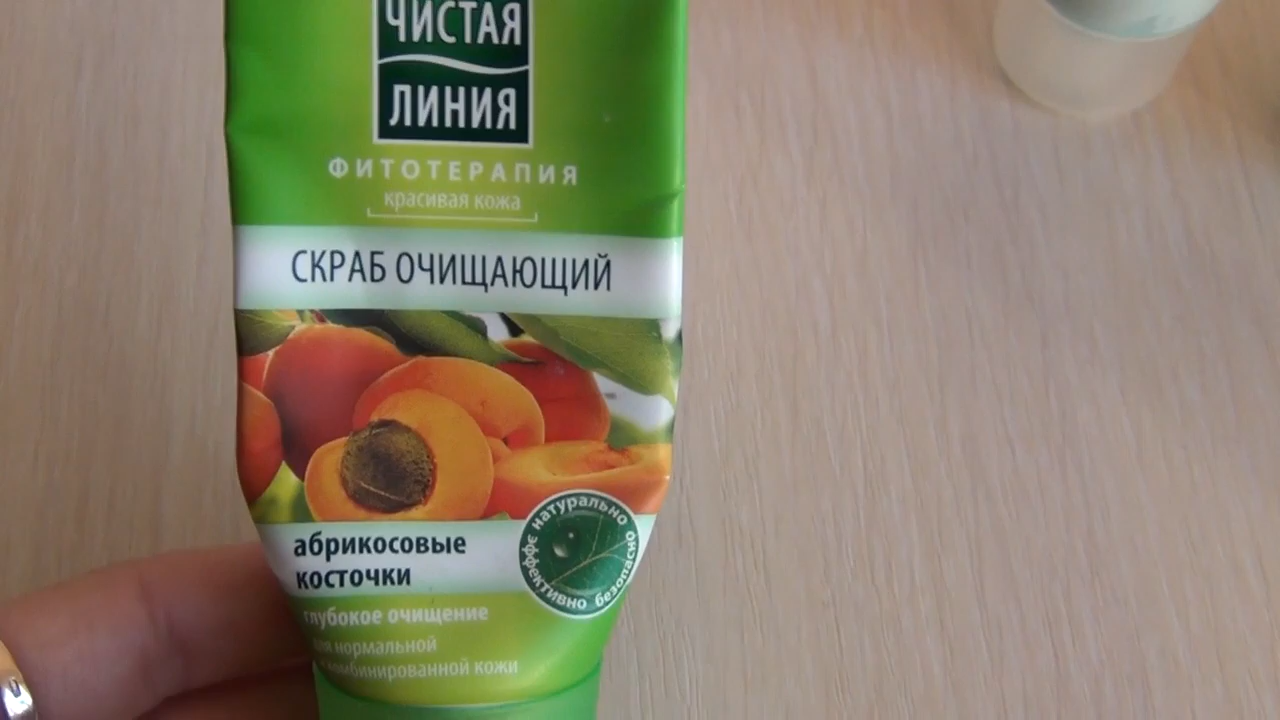 ЧИСТАЯ
ЛИНИЯ
ФИТОТЕРАПИЯ
красивая кожа
СКРАБ ОЧИЩАЮЩИЙ
абрикосовые
косточки
натурально
эффективно
безопасно
глубокое очищение
для нормальной
комбинированной кожи